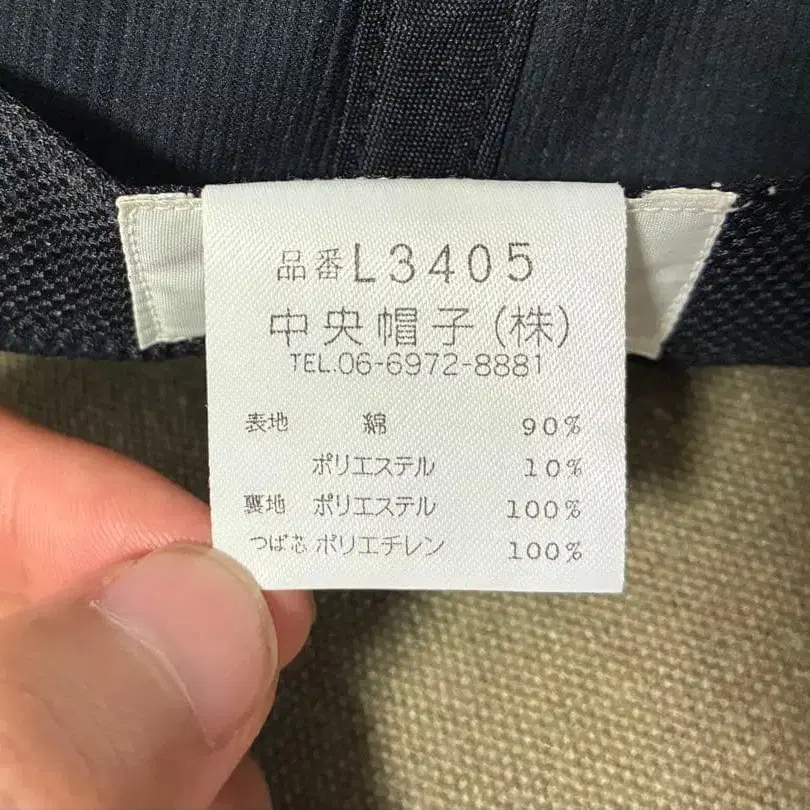 品番L3405
中央帽子(株)
TEL.06-6972-8881
表地 綿 90%
ポリエステル 10%
裏地 ポリエステル 100%
つば芯 ポリエチレン 100%